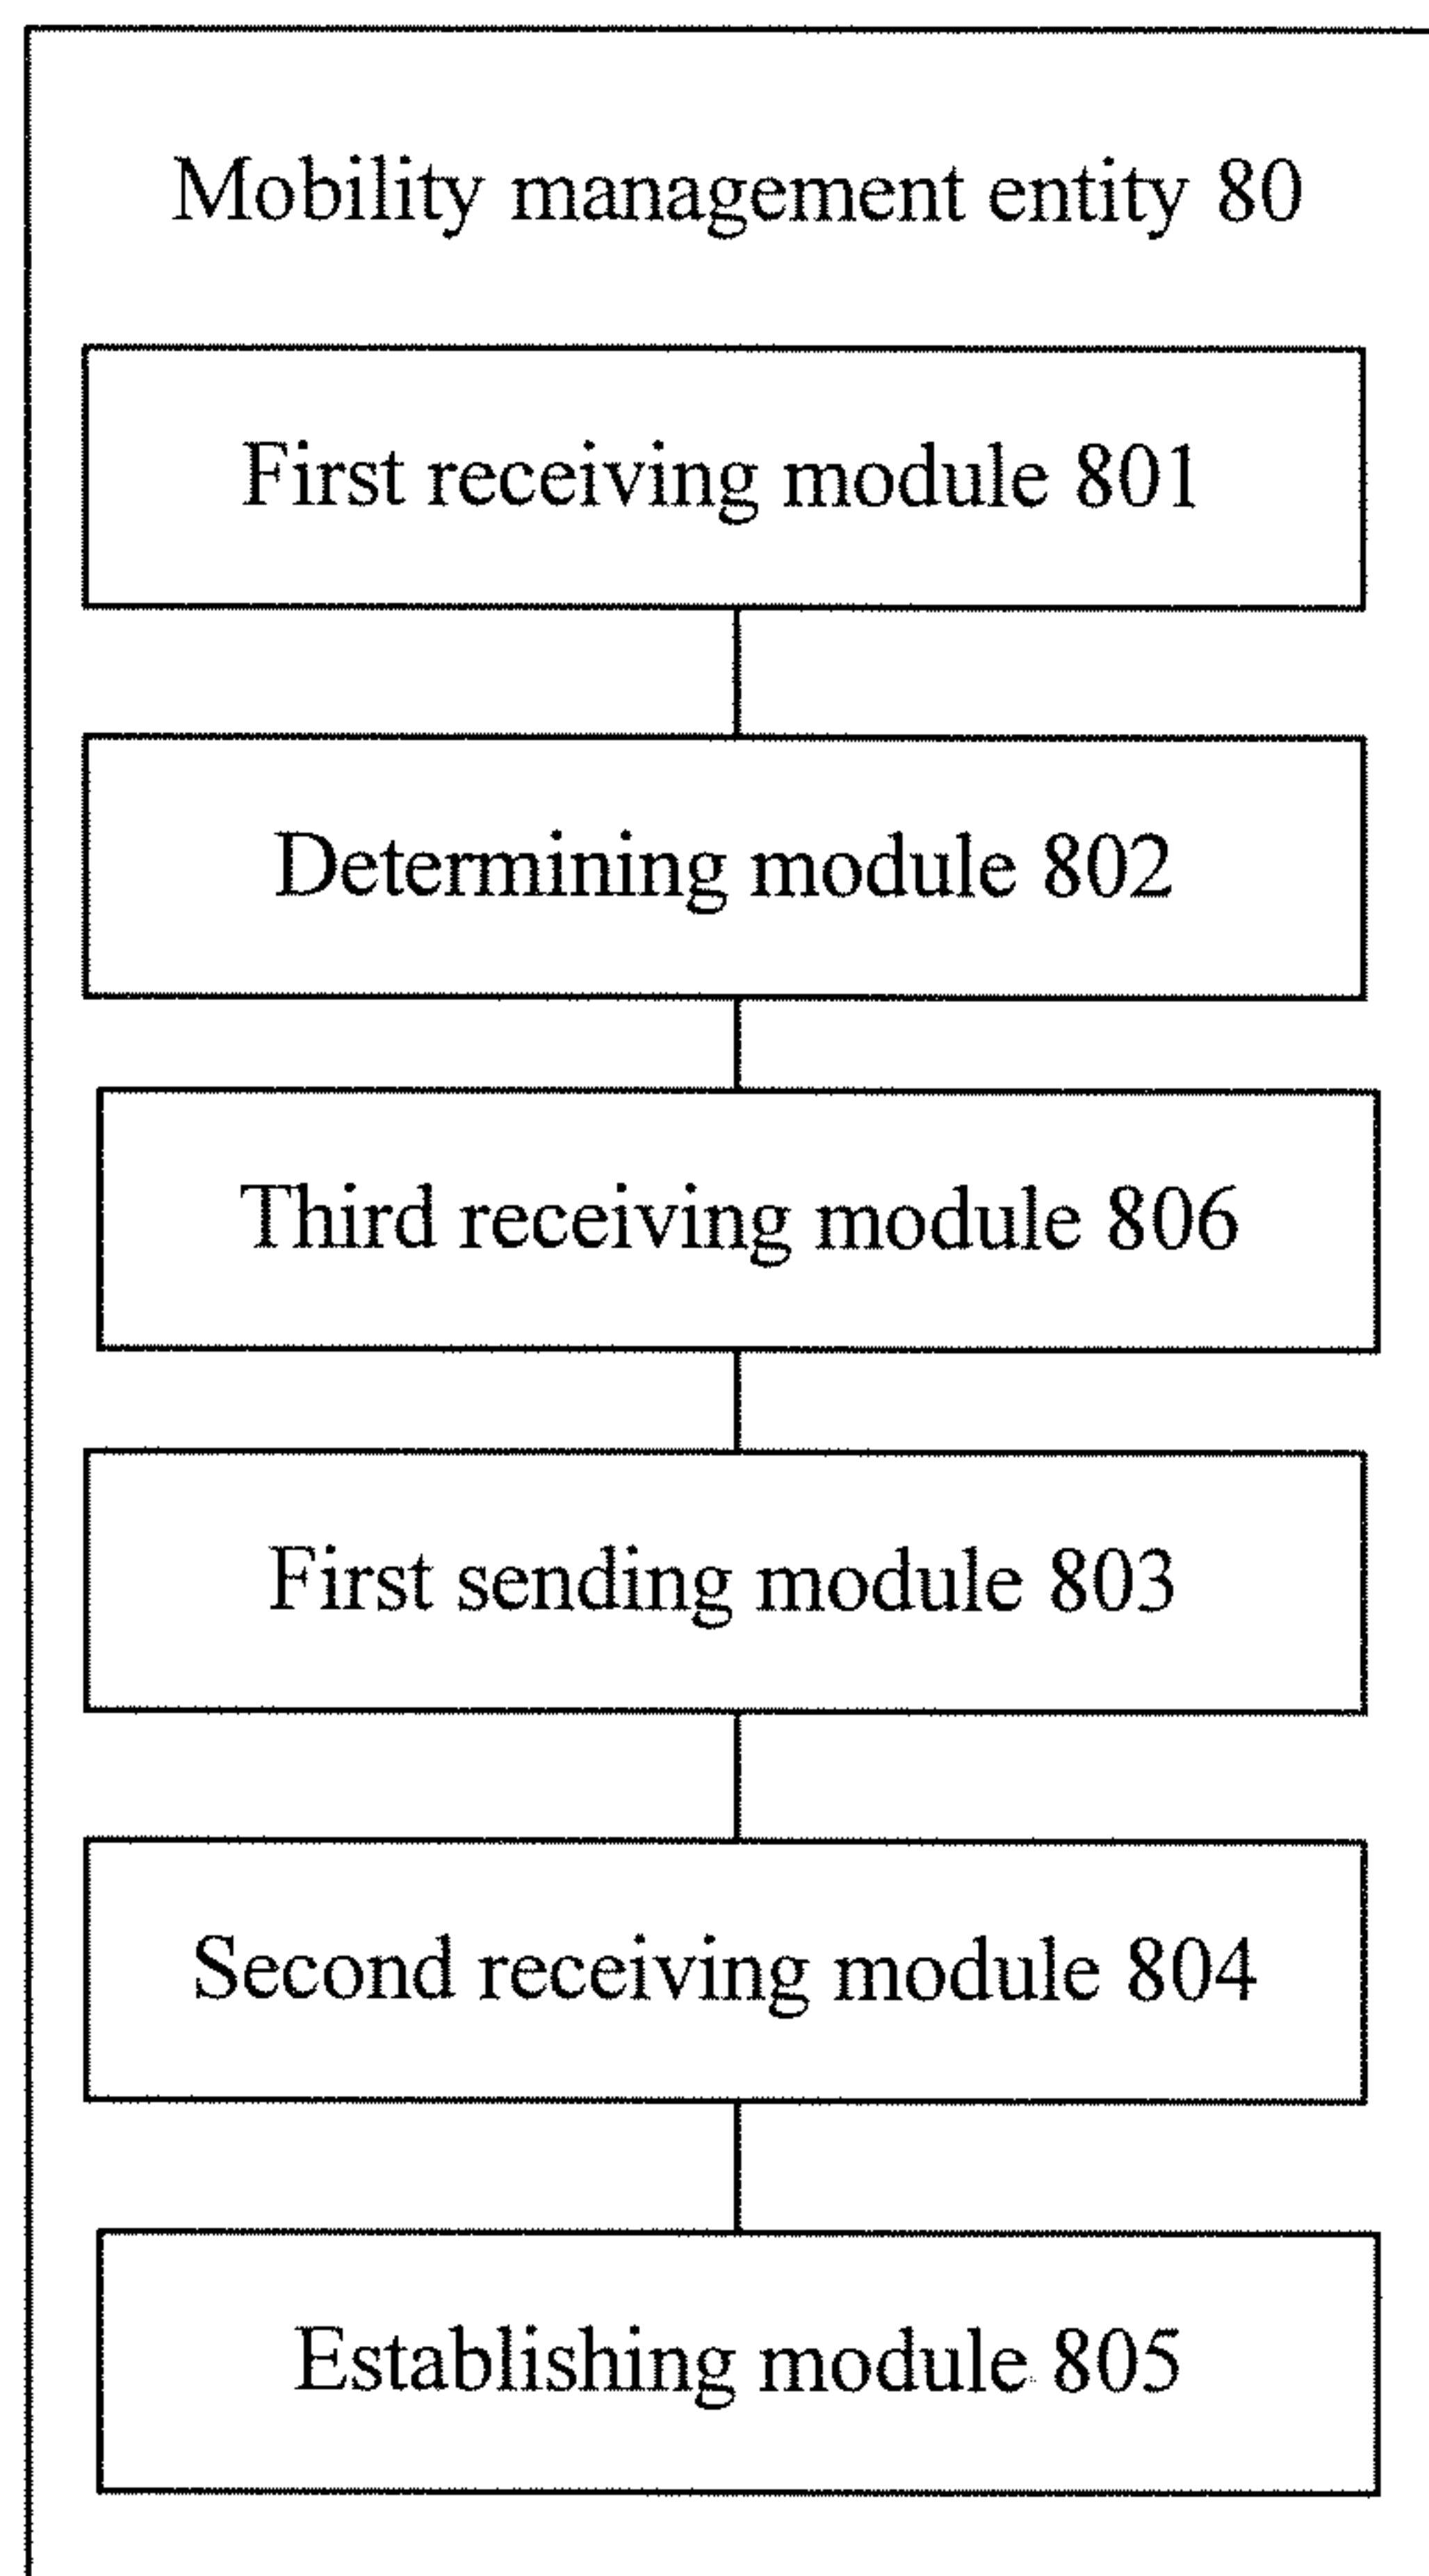 Mobility management entity 80
First receiving module 801
Determining module 802
Third receiving module 806
First sending module 803
Second receiving module 804
Establishing module 805